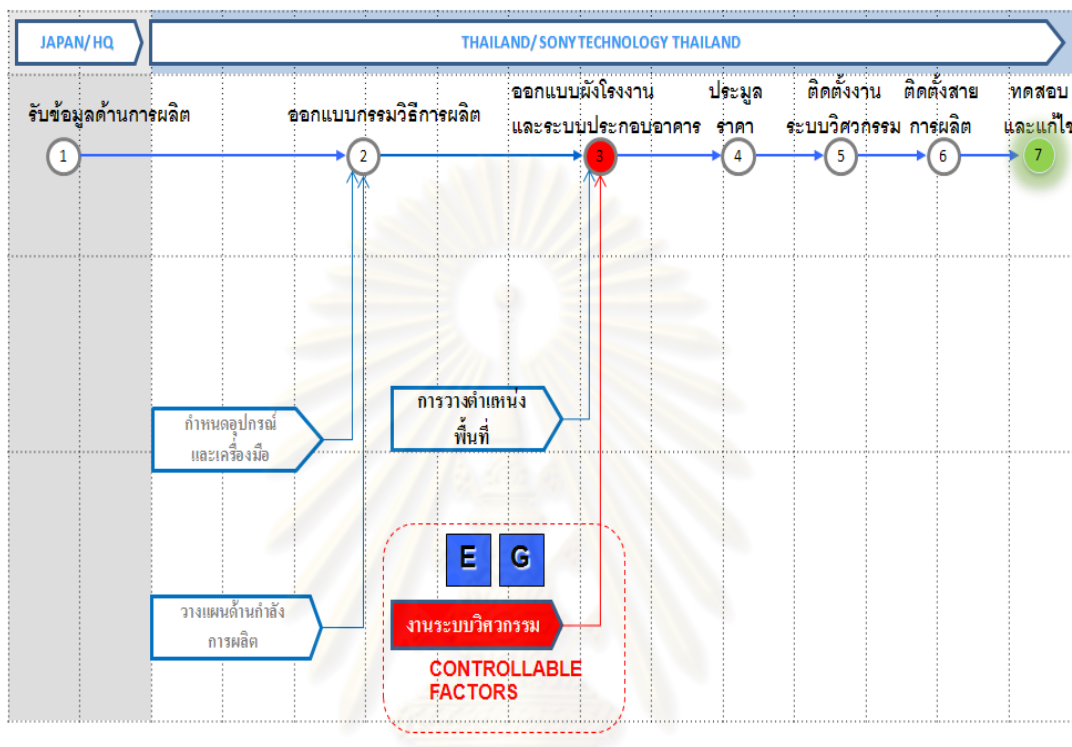 JAPAN/ HQ
THAILAND/ SONY TECHNOLOGY THAILAND
รับข้อมูลด้านการผลิต
ออกแบบกรรมวิธีการผลิต
ออกแบบผังโรงงาน
และระบบประกอบอาคาร
ประมูล
ราคา
ติดตั้งงาน
ระบบวิศวกรรม
ติดตั้งสาย
การผลิต
ทดสอบ
และแก้ไข
1
2
3
4
5
6
7
กำหนดอุปกรณ์
และเครื่องมือ
การวางตำแหน่ง
พื้นที่
E G
วางแผนด้านกำลัง
การผลิต
งานระบบวิศวกรรม
CONTROLLABLE
FACTORS